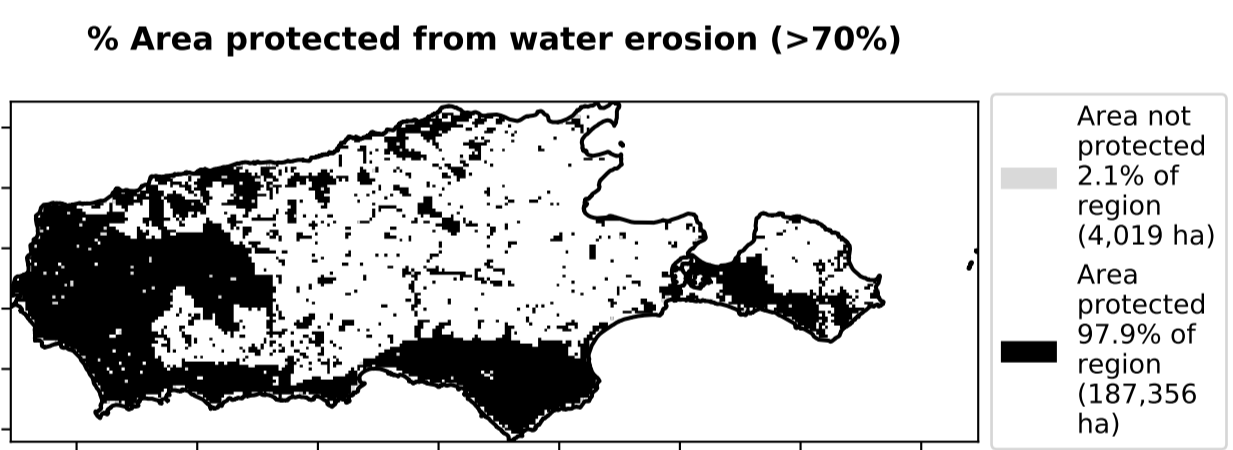 % Area protected from water erosion (>70%)
Area not
protected
2.1% of
region
(4,019 ha)
Area
protected
97.9% of
region
(187,356
ha)